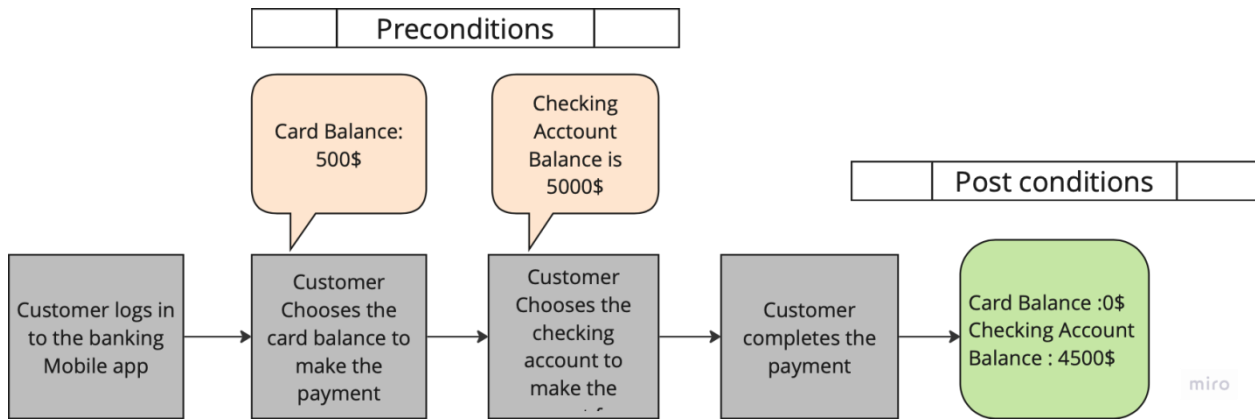 Preconditions
Card Balance:
500$
Checking
Acctount
Balance is
5000$
Post conditions
Customer logs in
to the banking
Mobile app
Customer
Chooses the
card balance to
make the
payment
Customer
Chooses the
checking
account to
make the
Customer
completes the
payment
Card Balance :0$
Checking Account
Balance : 4500$
miro